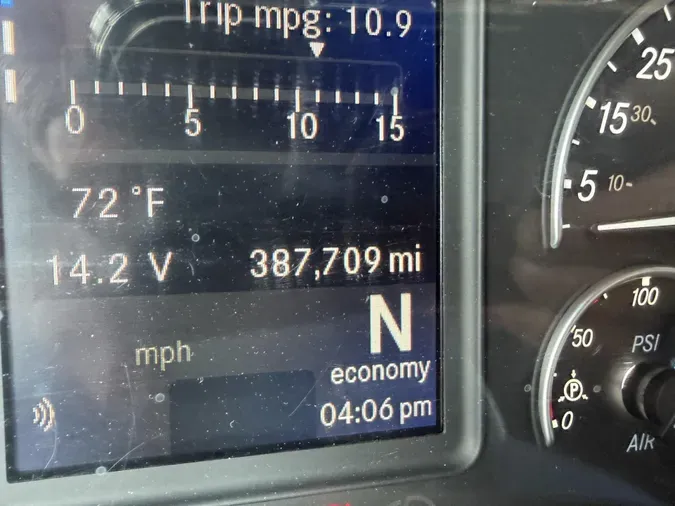 Trip mpg: 10.9
0 5 10 15
72 °F
14.2 V 387,709 mi
N
mph
economy
04:06 pm
25
15 30
5 10
100
50
PSI
P
0
AIR